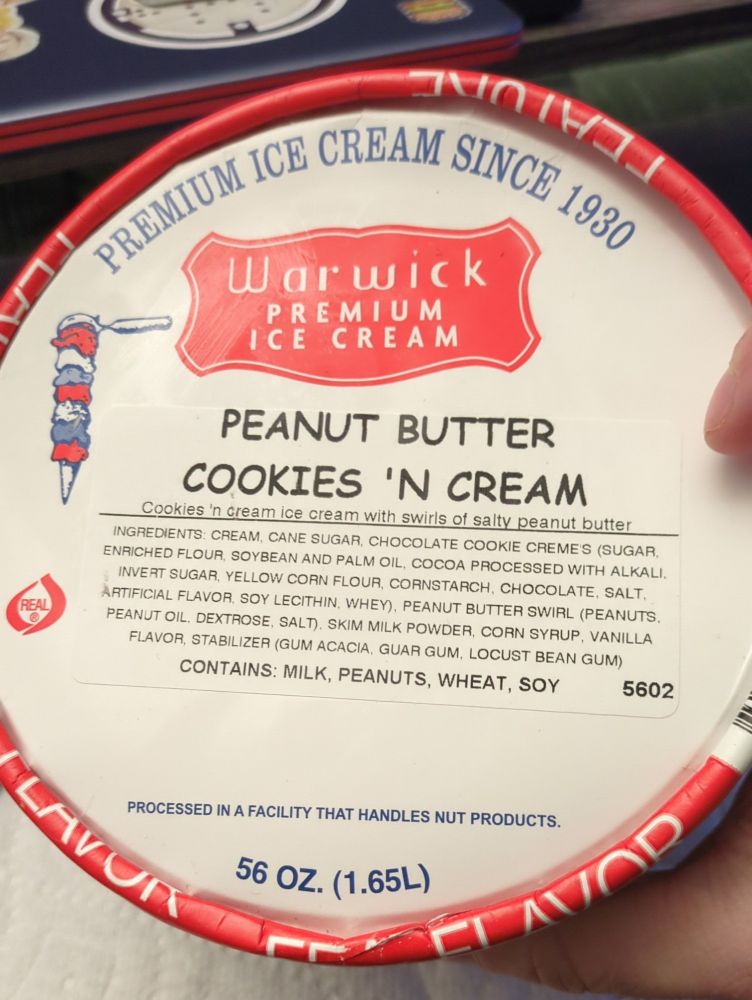 FEATURE
PREMIUM ICE CREAM SINCE 1930
Warwick
PREMIUM
ICE CREAM
PEANUT BUTTER
COOKIES 'N CREAM
Cookies 'n cream ice cream with swirls of salty peanut butter
INGREDIENTS: CREAM, CANE SUGAR, CHOCOLATE COOKIE CREME'S (SUGAR,
ENRICHED FLOUR, SOYBEAN AND PALM OIL, COCOA PROCESSED WITH ALKALI,
INVERT SUGAR, YELLOW CORN FLOUR, CORNSTARCH, CHOCOLATE, SALT,
ARTIFICIAL FLAVOR, SOY LECITHIN, WHEY), PEANUT BUTTER SWIRL (PEANUTS,
PEANUT OIL, DEXTROSE, SALT). SKIM MILK POWDER, CORN SYRUP, VANILLA
FLAVOR, STABILIZER (GUM ACACIA, GUAR GUM, LOCUST BEAN GUM)
CONTAINS: MILK, PEANUTS, WHEAT, SOY
5602
REAL
®
PROCESSED IN A FACILITY THAT HANDLES NUT PRODUCTS.
56 OZ. (1.65L)
FLAVOR
FLAVOR